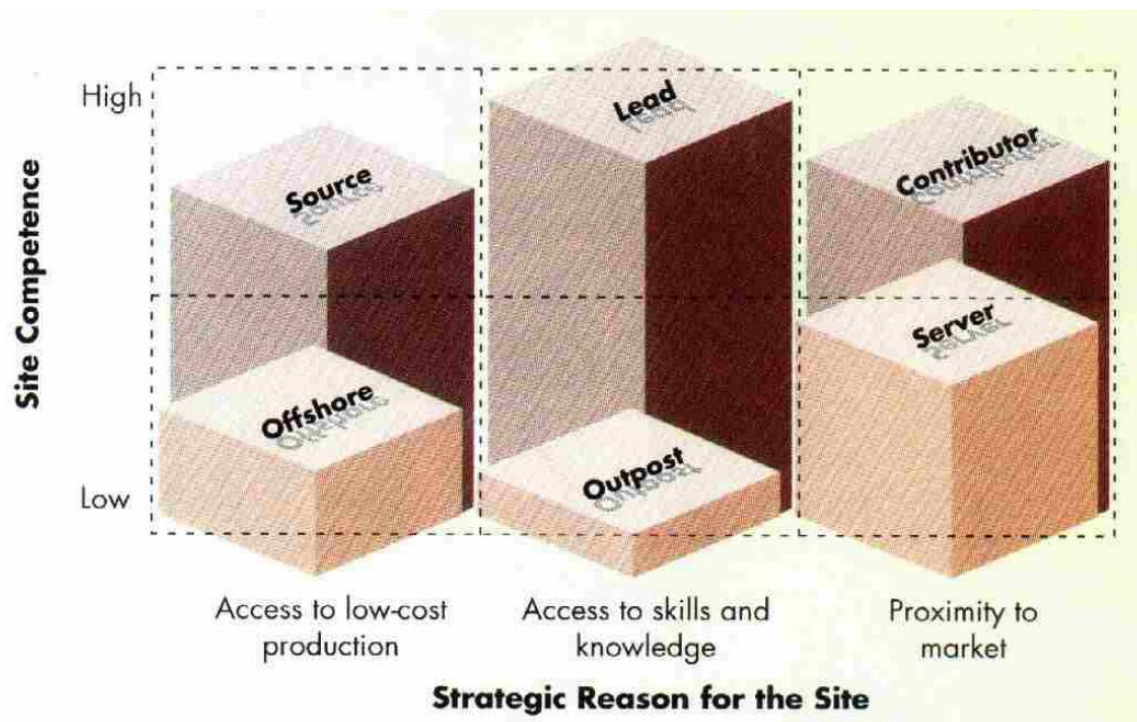 High
Lead
Source
Contributor
Site Competence
Server
Offshore
Outpost
Low
Access to low-cost
production
Access to skills and
knowledge
Proximity to
market
Strategic Reason for the Site